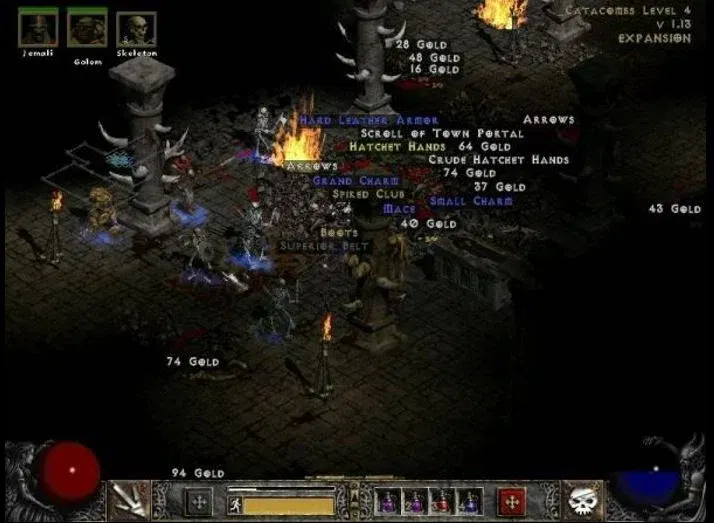 Catacombs Level 4
v 1.13
Expansion
Jemali
Golem
Skeleton
28 Gold
48 Gold
16 Gold
Hard Leather Armor
Arrows
Scroll of Town Portal
Hatchet Hands
64 Gold
Arrows
Crude Hatchet Hands
74 Gold
Grand Charm
37 Gold
Spiked Club
Small Charm
Mace
43 Gold
40 Gold
Boots
Superior Belt
74 Gold
94 Gold